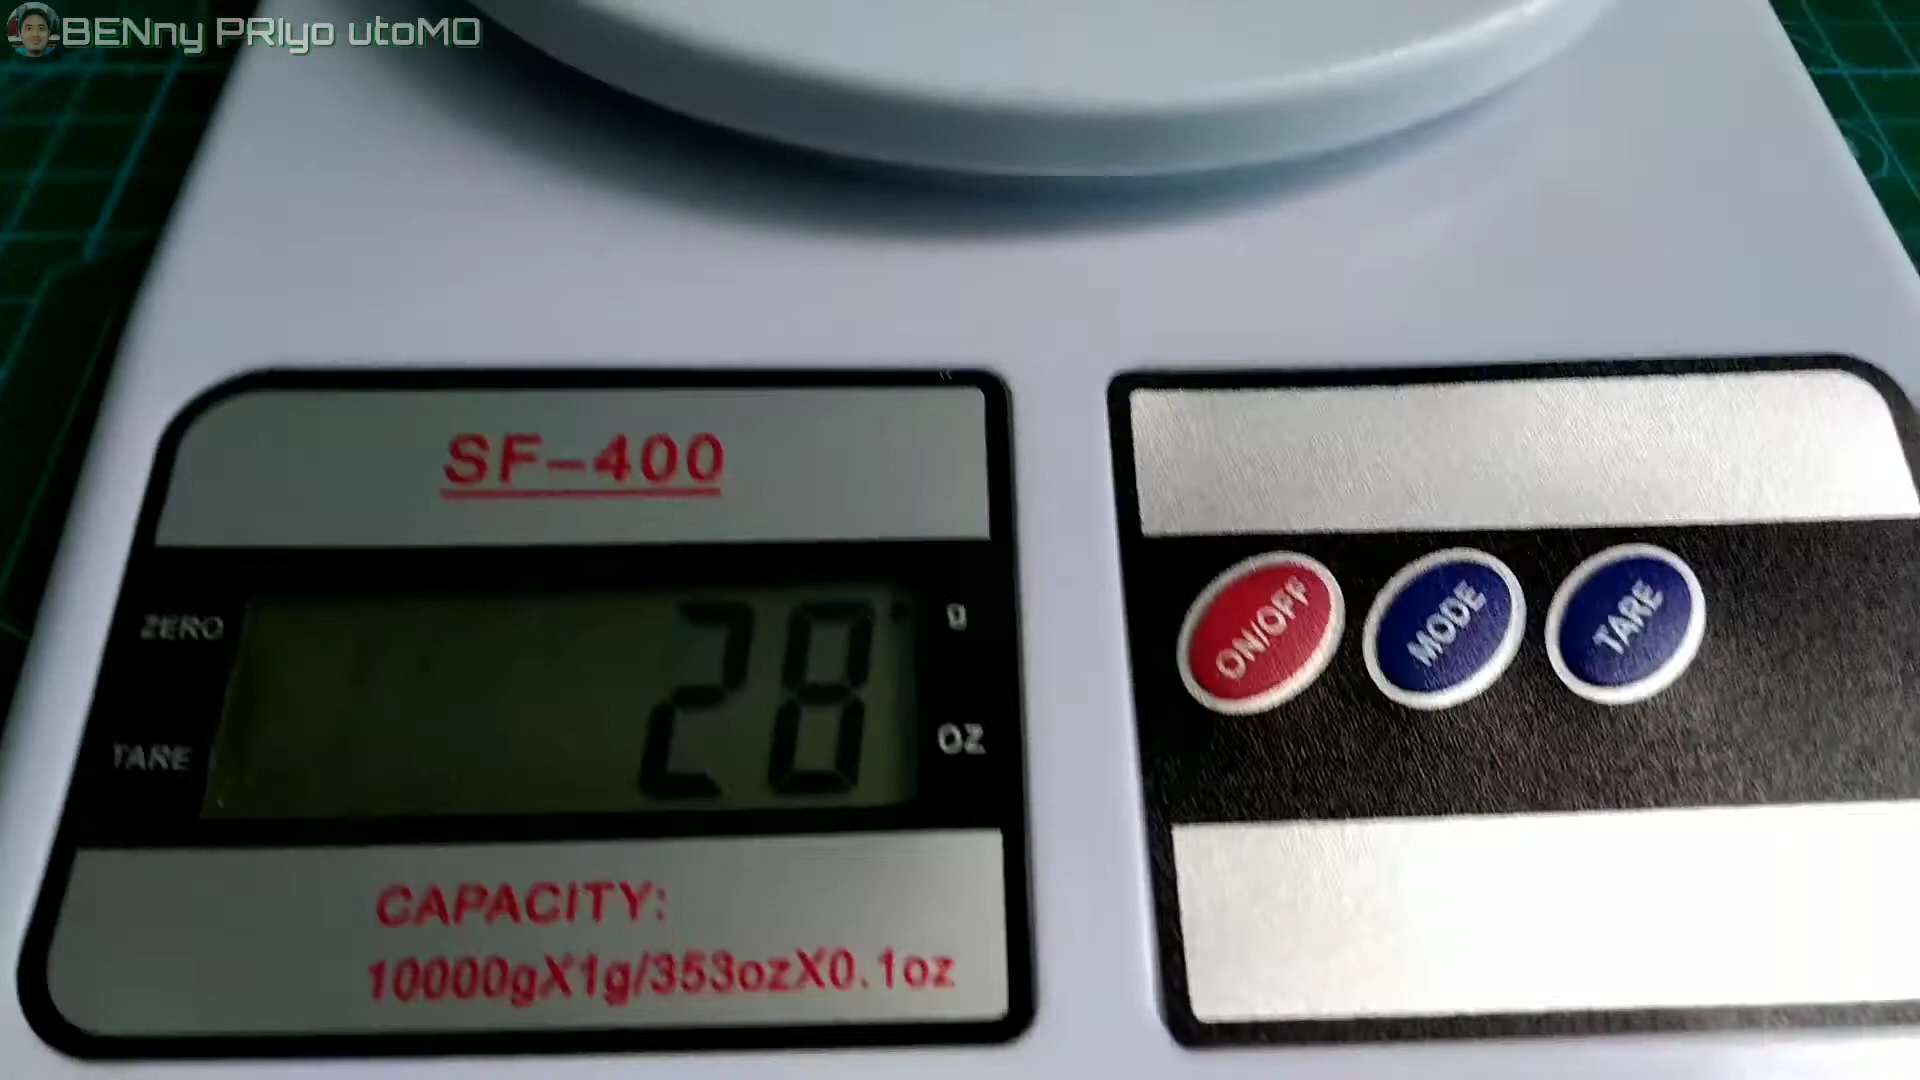 BENny PRIyo utoMO
SF-400
ZERO
28
g
TARE
OZ
CAPACITY:
10000gX1g/353ozX0.1oz
ON/OFF
MODE
TARE